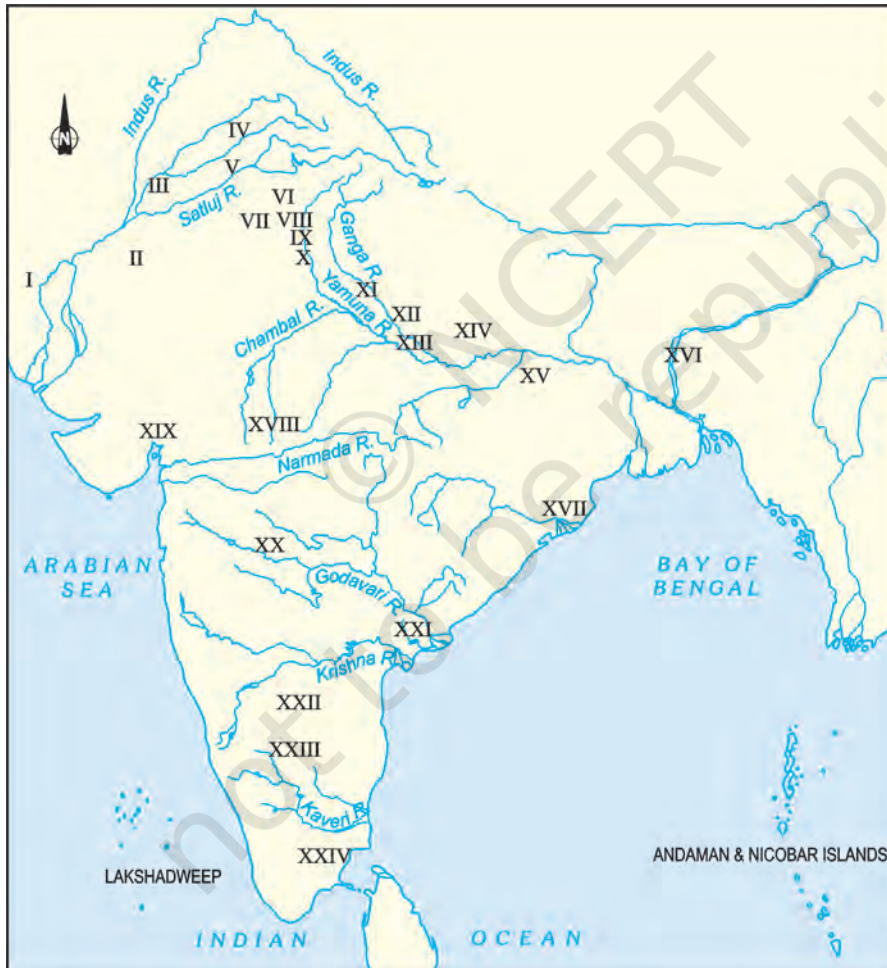 Indus R.
Indus R.
N
IV
III
V
Satluj R.
VI
VII
VIII
IX
X
Ganga R.
I
II
XI
Yamuna R.
XII
Chambal R.
XIII
XIV
XV
XVI
XVIII
XIX
Narmada R.
XVII
XX
ARABIAN
SEA
Godavari R.
BAY OF
BENGAL
XXI
Krishna R.
XXII
XXIII
Kaveri R.
XXIV
LAKSHADWEEP
ANDAMAN & NICOBAR ISLANDS
INDIAN OCEAN
© NCERT
not to be republi